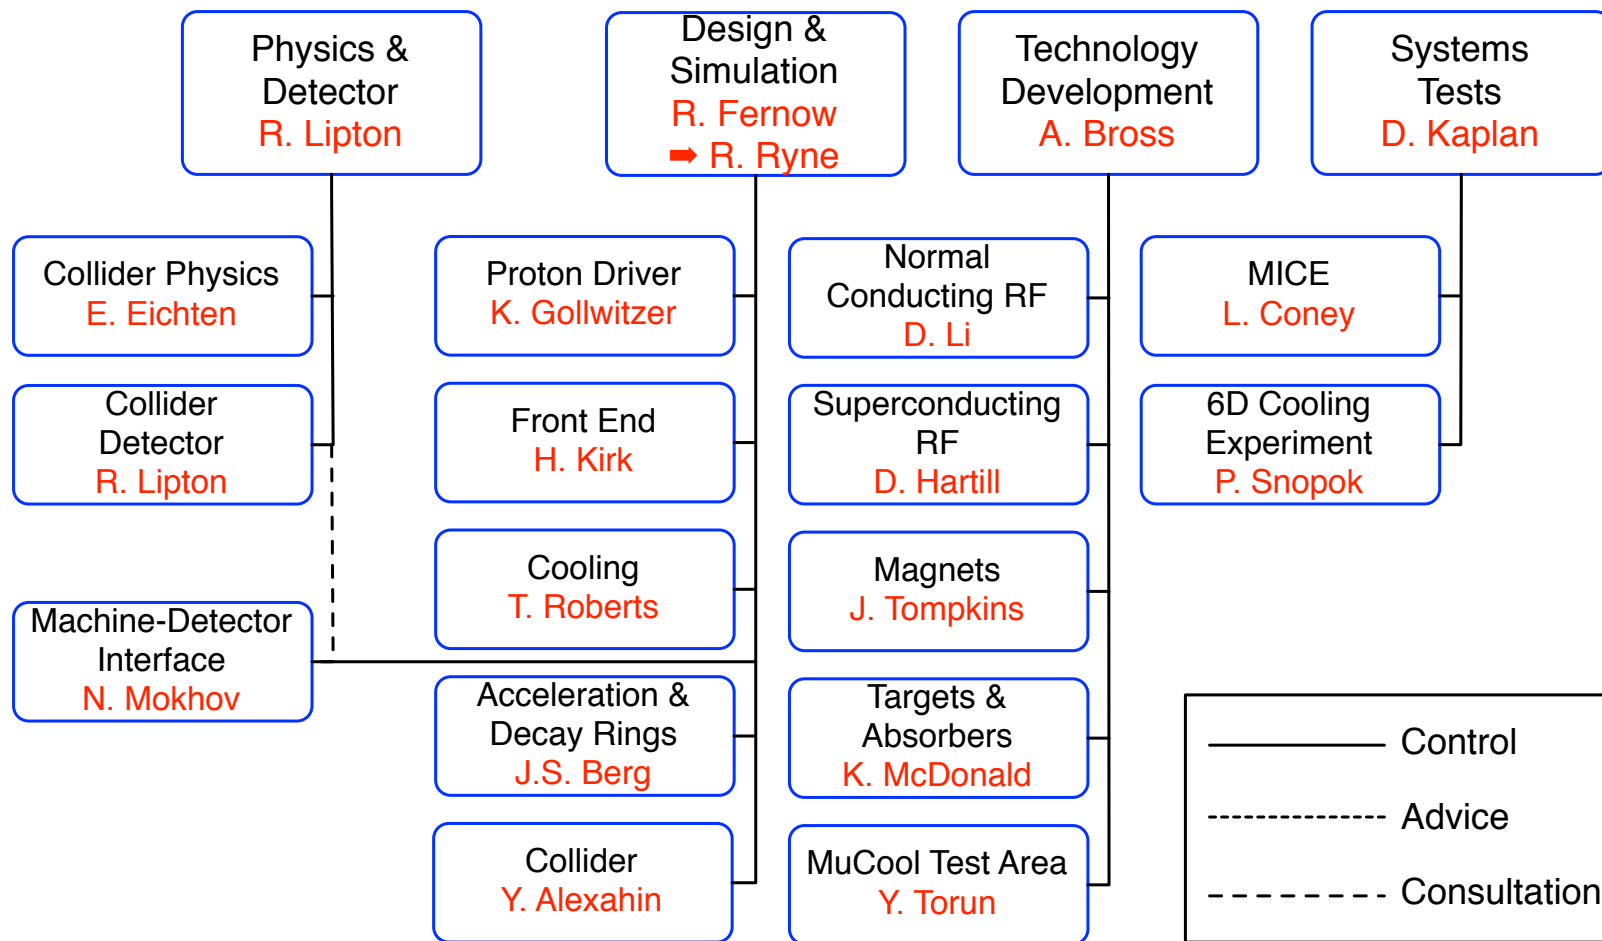 Physics &
Detector
R. Lipton
Design &
Simulation
R. Fernow
➡ R. Ryne
Technology
Development
A. Bross
Systems
Tests
D. Kaplan
Collider Physics
E. Eichten
Collider
Detector
R. Lipton
Machine-Detector
Interface
N. Mokhov
Proton Driver
K. Gollwitzer
Front End
H. Kirk
Cooling
T. Roberts
Acceleration &
Decay Rings
J.S. Berg
Collider
Y. Alexahin
Normal
Conducting RF
D. Li
Superconducting
RF
D. Hartill
Magnets
J. Tompkins
Targets &
Absorbers
K. McDonald
MuCool Test Area
Y. Torun
MICE
L. Coney
6D Cooling
Experiment
P. Snopok
Control
Advice
Consultation